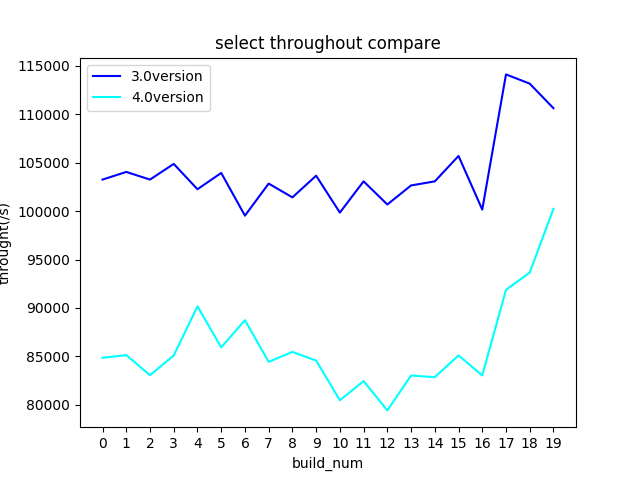 select throughout compare
3.0version
4.0version
115000
110000
105000
100000
95000
90000
85000
80000
throught(/s)
0 1 2 3 4 5 6 7 8 9 10 11 12 13 14 15 16 17 18 19
build_num